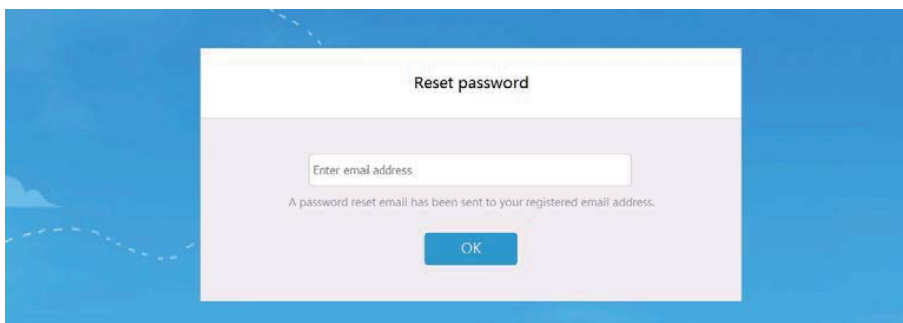 Reset password
Enter email address
A password reset email has been sent to your registered email address.
OK